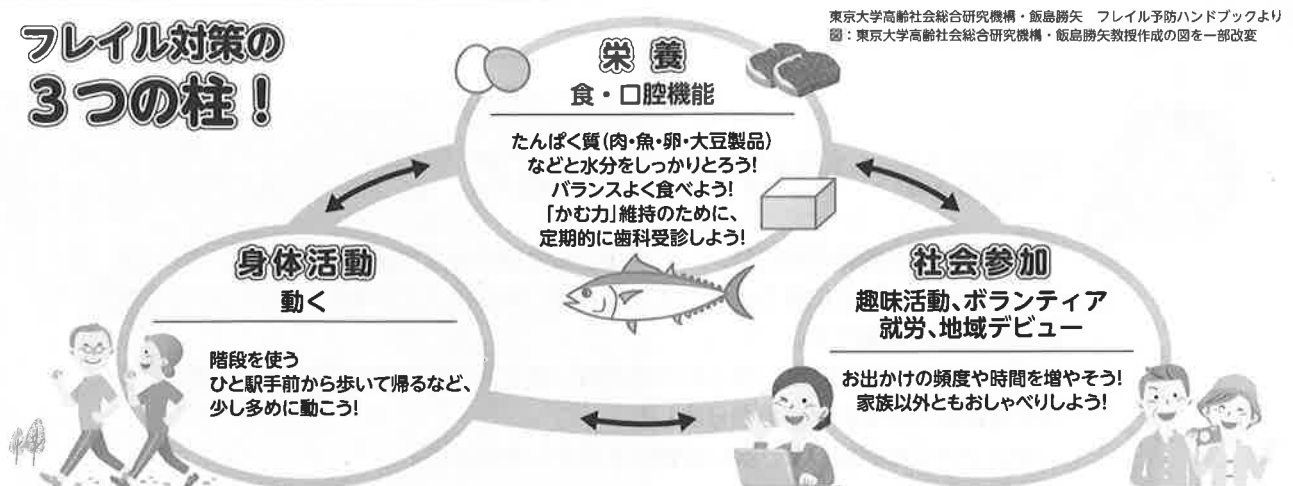 フレイル対策の
3つの柱!
東京大学高齢社会総合研究機構・飯島勝矢 フレイル予防ハンドブックより
図:東京大学高齢社会総合研究機構・飯島勝矢教授作成の図を一部改変
栄養
食・口腔機能
たんぱく質(肉・魚・卵・大豆製品)
などと水分をしっかりとろう!
バランスよく食べよう!
「かむ力」維持のために、
定期的に歯科受診しよう!
身体活動
動く
階段を使う
ひと駅手前から歩いて帰るなど、
少し多めに動こう!
社会参加
趣味活動、ボランティア
就労、地域デビュー
お出かけの頻度や時間を増やそう!
家族以外ともおしゃべりしよう!